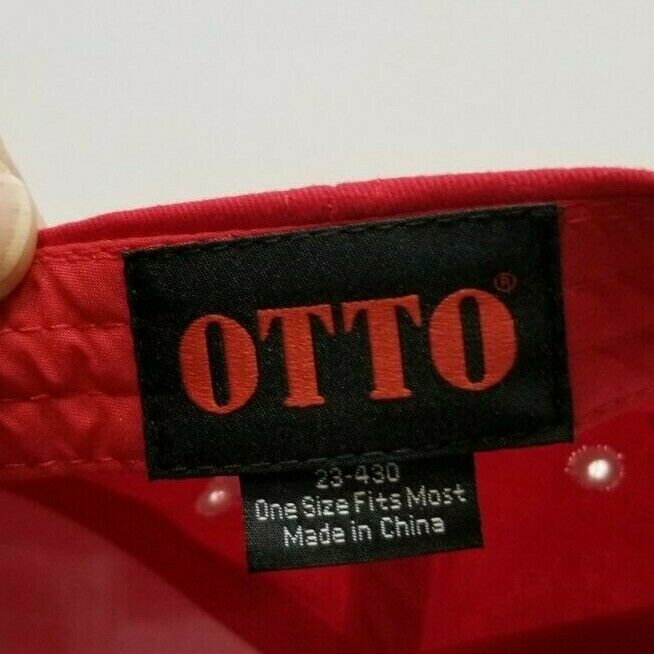 OTTO®
23-430
One Size Fits Most
Made in China